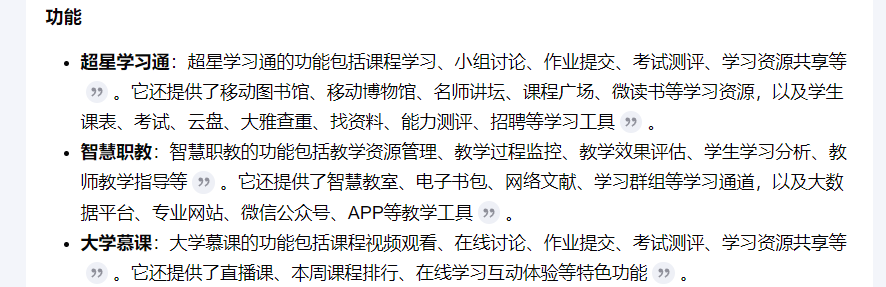 功能
• 超星学习通：超星学习通的功能包括课程学习、小组讨论、作业提交、考试测评、学习资源共享等
。它还提供了移动图书馆、移动博物馆、名师讲坛、课程广场、微读书等学习资源，以及学生
课表、考试、云盘、大雅查重、找资料、能力测评、招聘等学习工具 。
• 智慧职教：智慧职教的功能包括教学资源管理、教学过程监控、教学效果评估、学生学习分析、教
师教学指导等 。它还提供了智慧教室、电子书包、网络文献、学习群组等学习通道，以及大数
据平台、专业网站、微信公众号、APP等教学工具 。
• 大学慕课：大学慕课的功能包括课程视频观看、在线讨论、作业提交、考试测评、学习资源共享等
。它还提供了直播课、本周课程排行、在线学习互动体验等特色功能 。